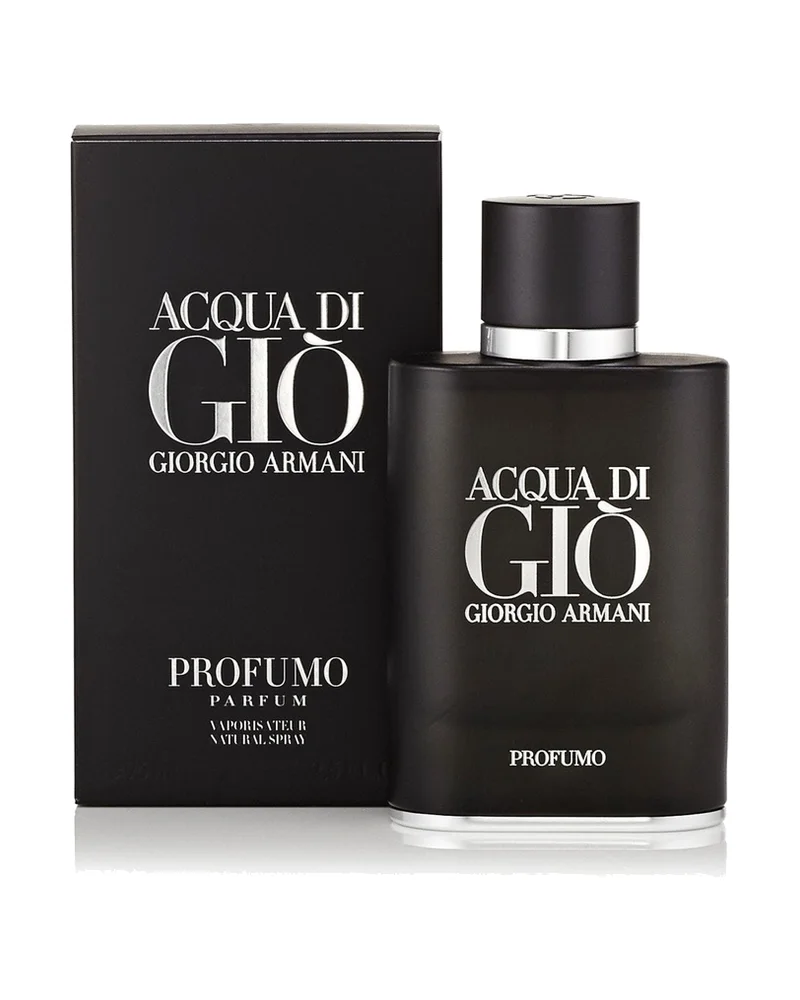 ACQUA DI
GIÒ
GIORGIO ARMANI
PROFUMO
PARFUM
VAPORISATEUR
NATURAL SPRAY
ACQUA DI
GIÒ
GIORGIO ARMANI
PROFUMO